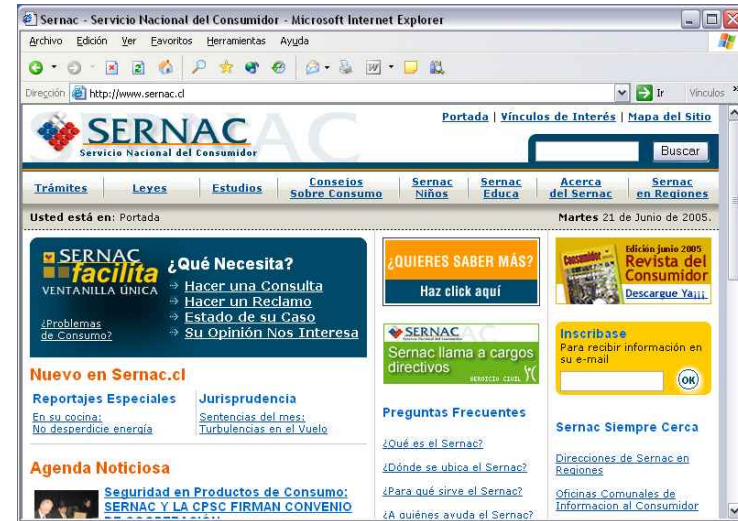 Sernac - Servicio Nacional del Consumidor - Microsoft Internet Explorer
Archivo Edición Ver Favoritos Herramientas Ayuda
Dirección http://www.sernac.cl Ir Vínculos
Portada | Vínculos de Interés | Mapa del Sitio
SERNAC
Servicio Nacional del Consumidor
Buscar
Trámites
Leyes
Estudios
Consejos
Sobre Consumo
Sernac
Niños
Sernac
Educa
Acerca
del Sernac
Sernac
en Regiones
Usted está en: Portada
Martes 21 de Junio de 2005.
SERNAC
facilita
VENTANILLA ÚNICA
¿Problemas
de Consumo?
¿Qué Necesita?
Hacer una Consulta
Hacer un Reclamo
Estado de su Caso
Su Opinión Nos Interesa
Nuevo en Sernac.cl
Reportajes Especiales
En su cocina:
No desperdicie energía
Jurisprudencia
Sentencias del mes:
Turbulencias en el Vuelo
Agenda Noticiosa
Seguridad en Productos de Consumo:
SERNAC Y LA CPSC FIRMAN CONVENIO
DE COOPERACIÓN
¿QUIERES SABER MÁS?
Haz click aquí
SERNAC
Sernac llama a cargos
directivos
SERVICIO CIVIL
Preguntas Frecuentes
¿Qué es el Sernac?
¿Dónde se ubica el Sernac?
¿Para qué sirve el Sernac?
¿A quiénes ayuda el Sernac?
Consumidor
Edición junio 2005
Revista del
Consumidor
Descargue Ya¡¡¡
Inscríbase
Para recibir información en
su e-mail
OK
Sernac Siempre Cerca
Direcciones de Sernac en
Regiones
Oficinas Comunales de
Informacion al Consumidor